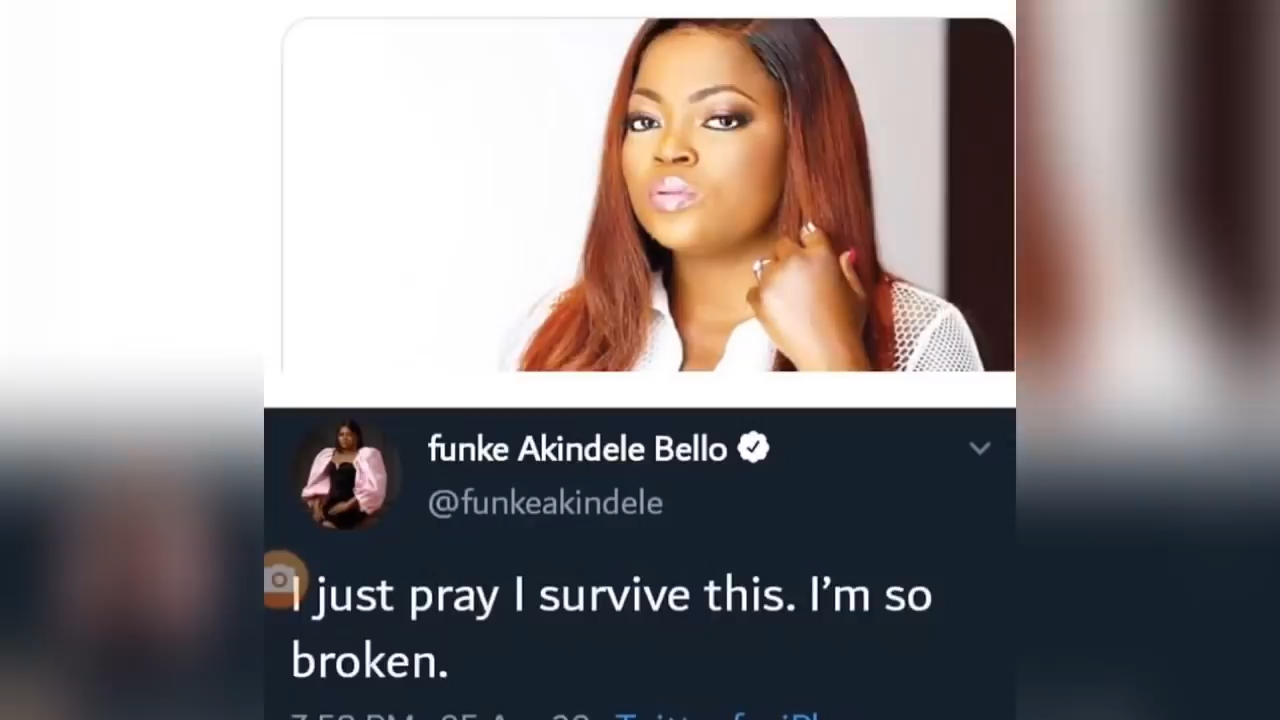 funke Akindele Bello
@funkeakindele
I just pray I survive this. I’m so
broken.